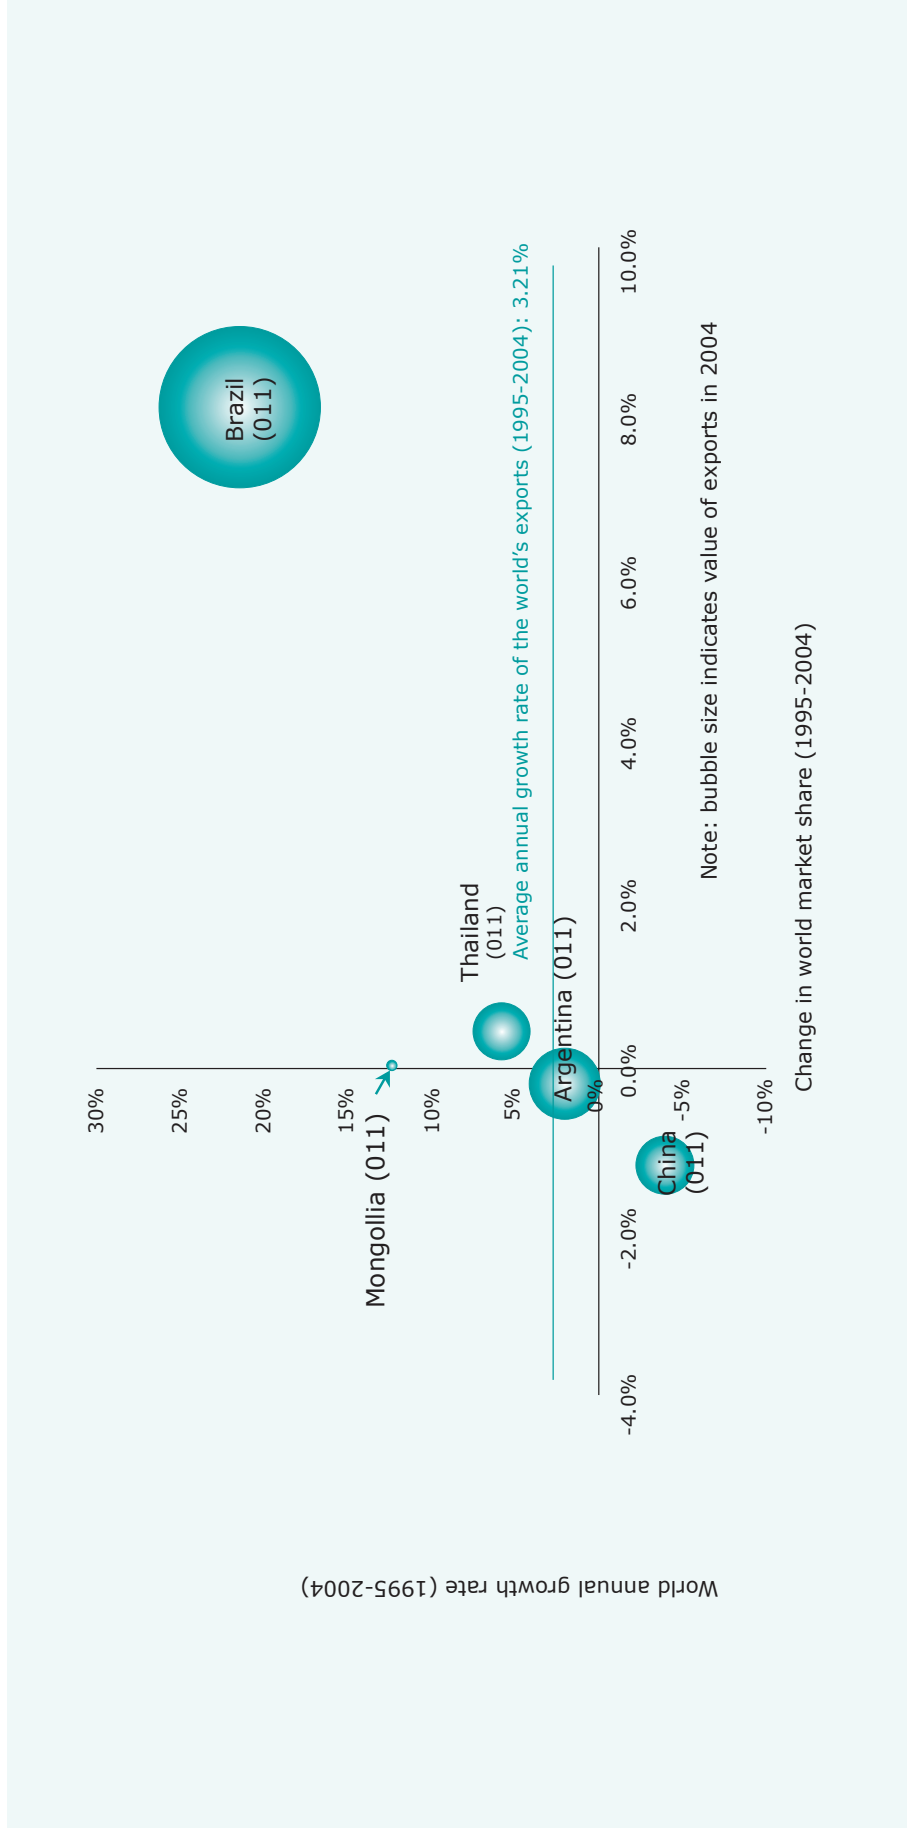 World annual growth rate (1995-2004)
30%
25%
20%
15%
10%
5%
0%
-5%
-10%
Brazil
(011)
Mongollia (011)
Thailand
(011)
Average annual growth rate of the world’s exports (1995-2004): 3.21%
Argentina (011)
China
(011)
-4.0%
-2.0%
0.0%
2.0%
4.0%
6.0%
8.0%
10.0%
Note: bubble size indicates value of exports in 2004
Change in world market share (1995-2004)